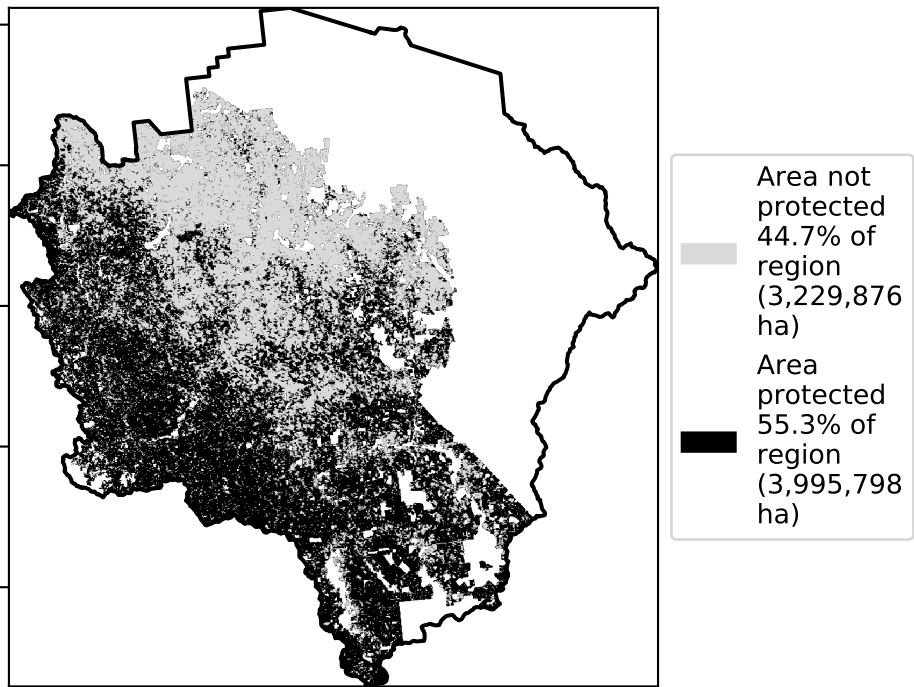 Area not
protected
44.7% of
region
(3,229,876
ha)
Area
protected
55.3% of
region
(3,995,798
ha)